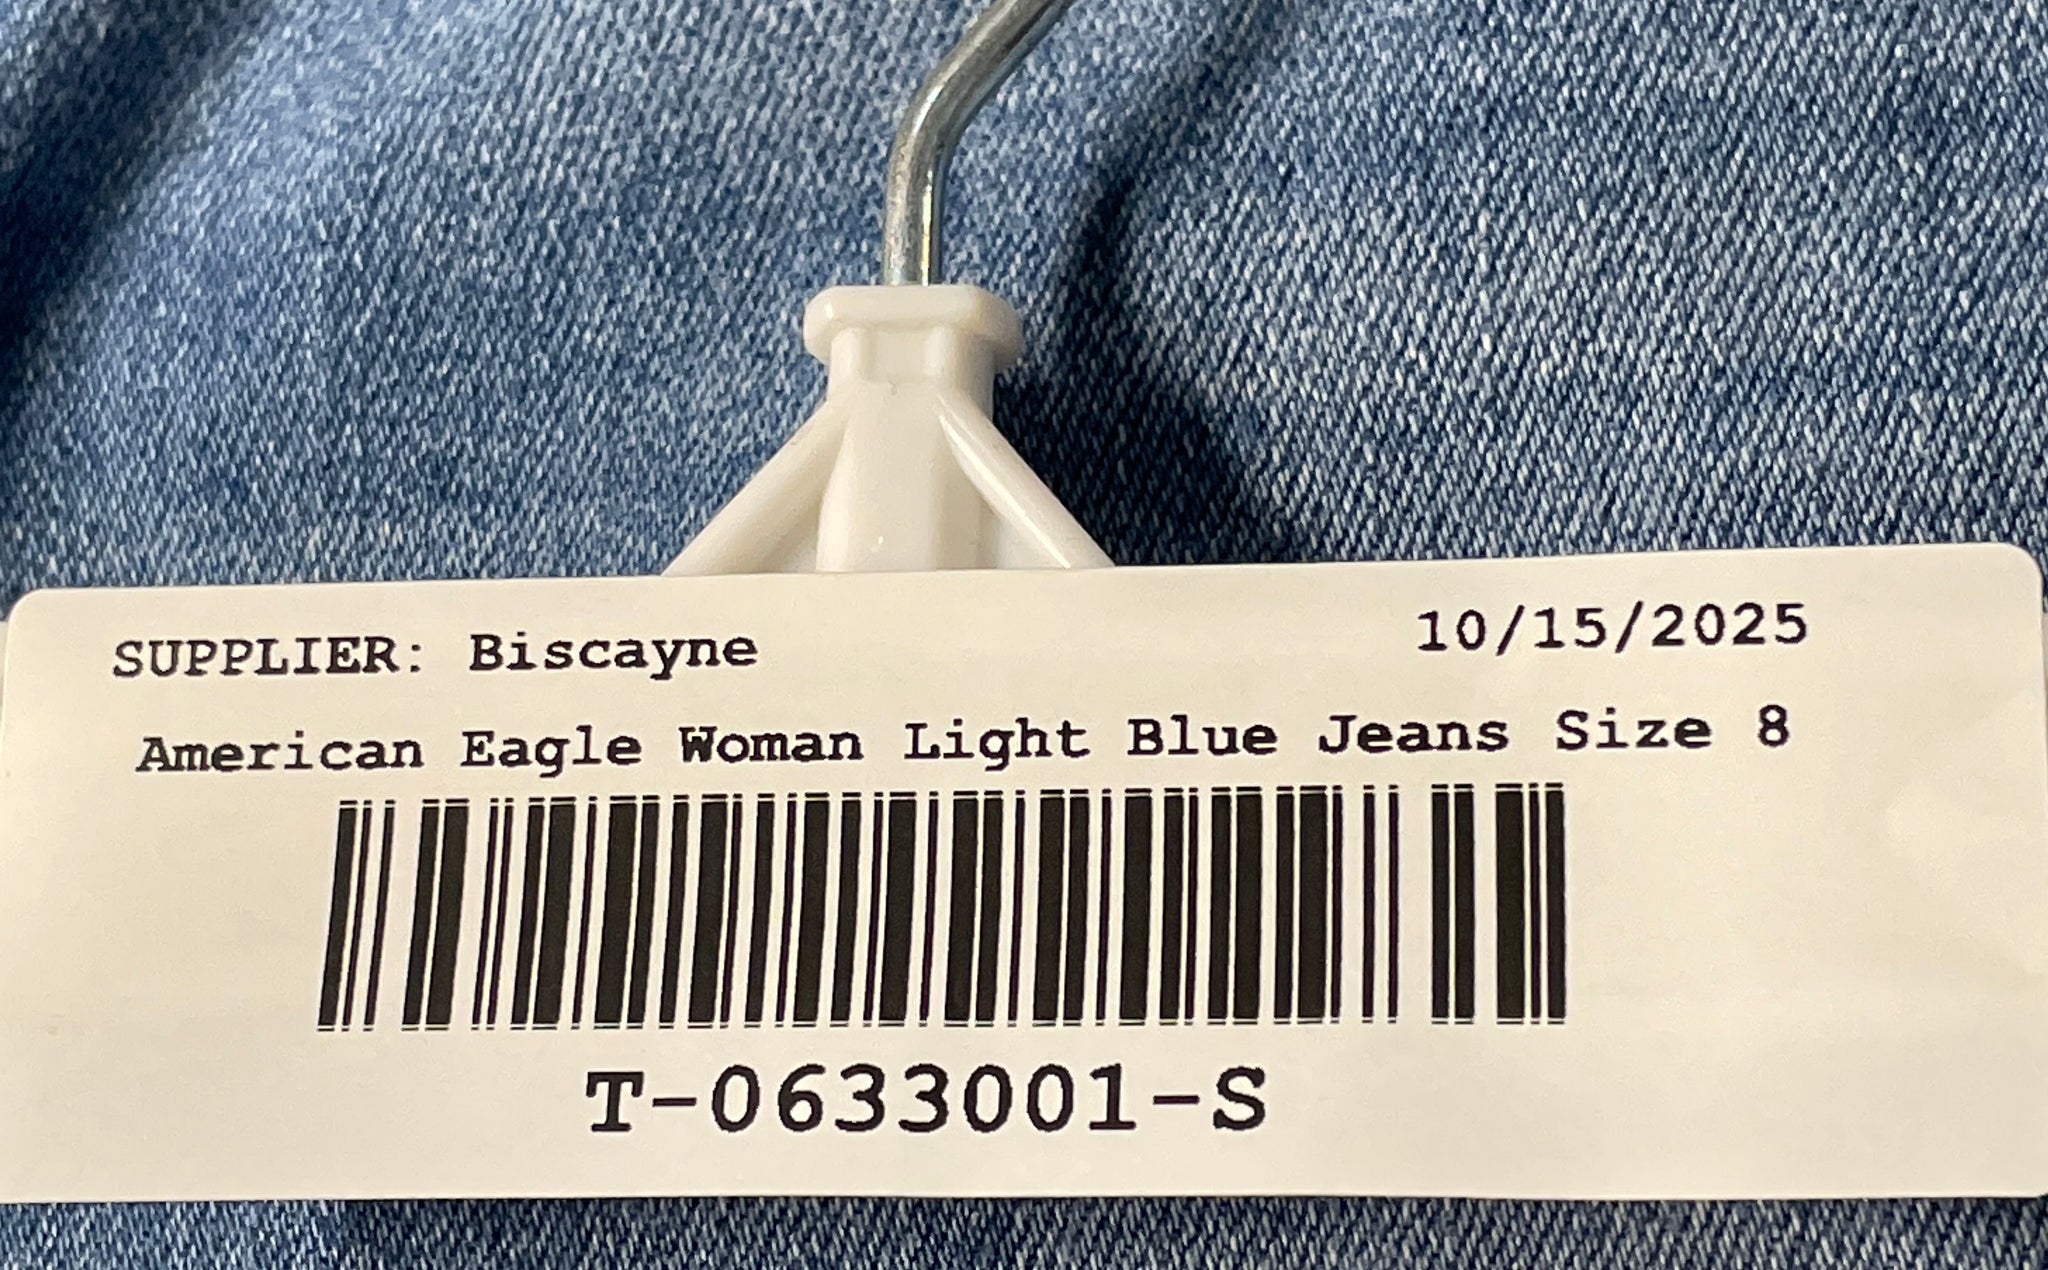 SUPPLIER: Biscayne 10/15/2025
American Eagle Woman Light Blue Jeans Size 8
T-0633001-S